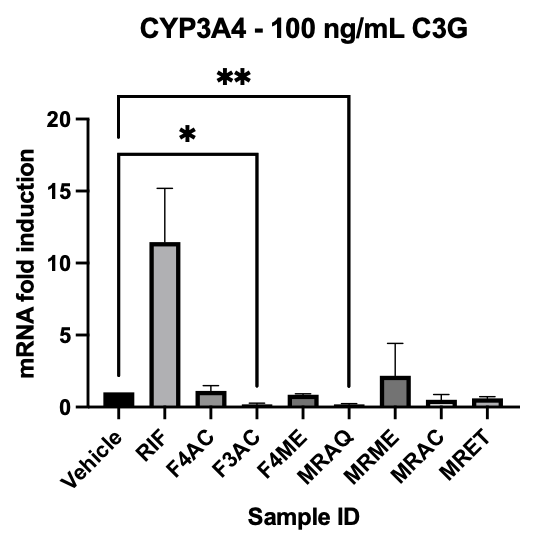 CYP3A4 - 100 ng/mL C3G
**
*
mRNA fold induction
20
15
10
5
0
Vehicle
RIF
F4AC
F3AC
F4ME
MRAQ
MRME
MRAC
MRET
Sample ID